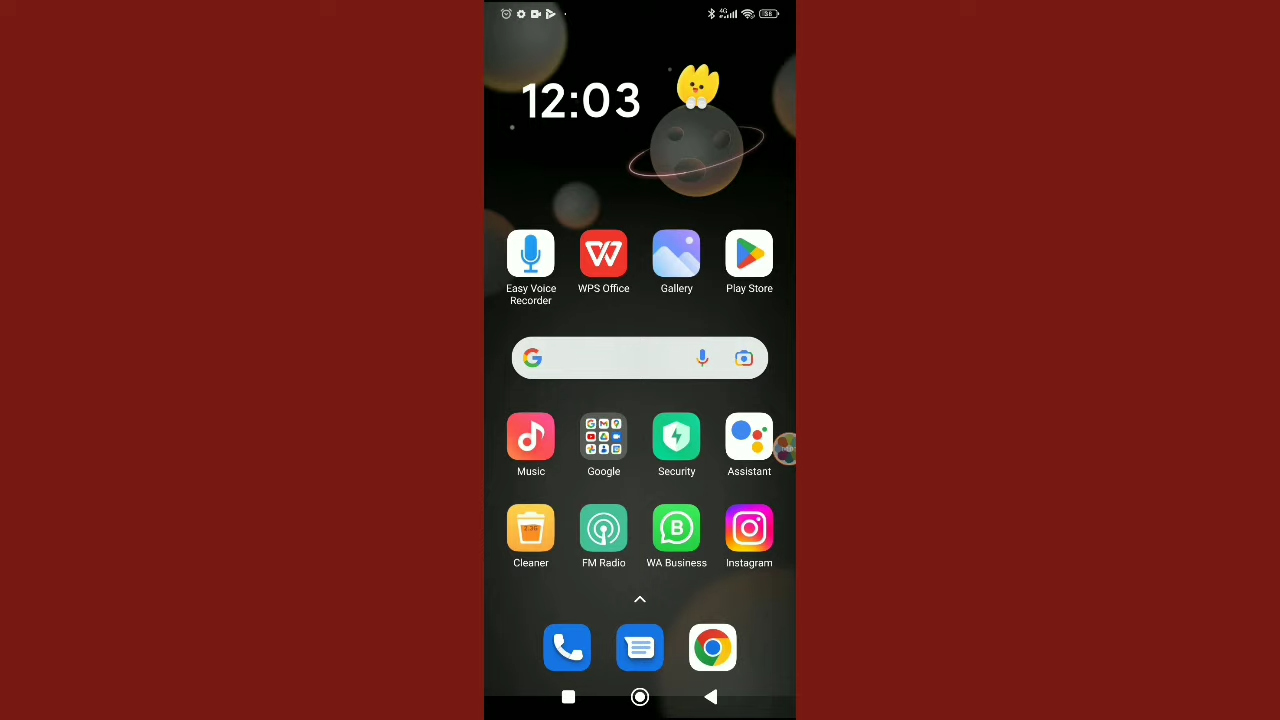 12:03
Easy Voice
Recorder
WPS Office
Gallery
Play Store
Music
Google
Security
Assistant
Cleaner
FM Radio
WA Business
Instagram